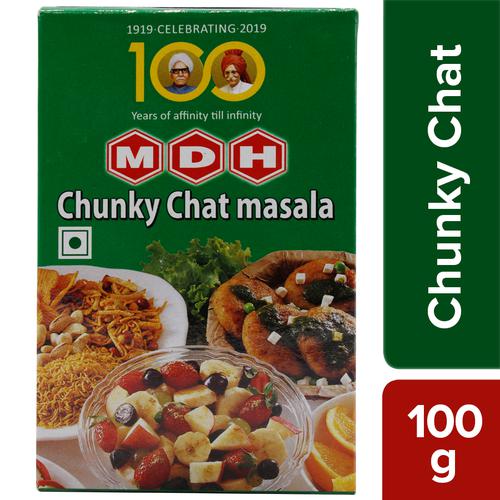 1919·CELEBRATING·2019
100
Years of affinity till infinity
MDH
Chunky Chat masala
Chunky Chat
100
g